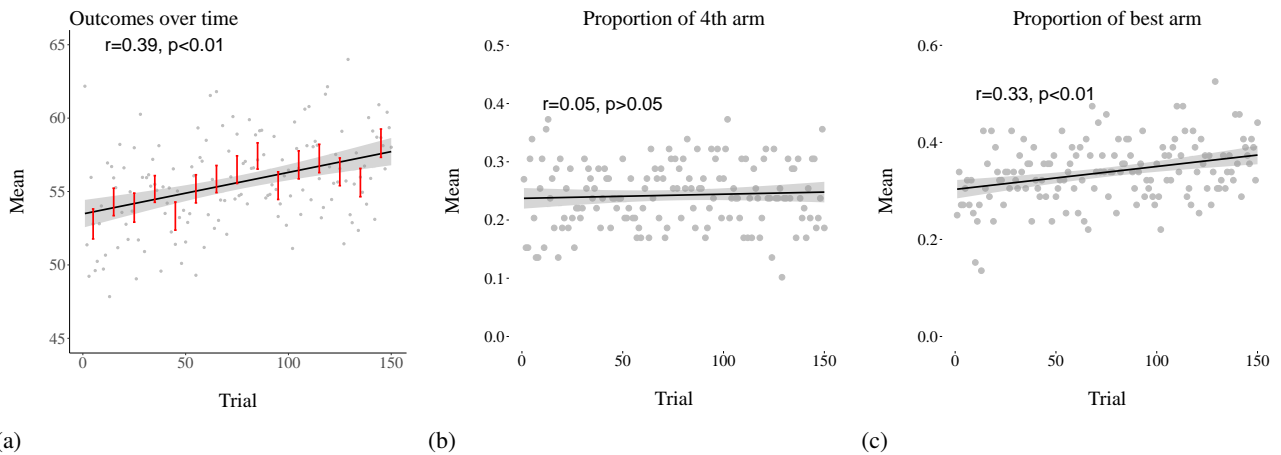 Outcomes over time
r=0.39, p<0.01
65
60
55
50
45
Mean
0
50
100
150
Trial
(a)
Proportion of 4th arm
r=0.05, p>0.05
0.5
0.4
0.3
0.2
0.1
0.0
Mean
0
50
100
150
Trial
(b)
Proportion of best arm
r=0.33, p<0.01
0.6
0.4
0.2
0.0
Mean
0
50
100
150
Trial
(c)